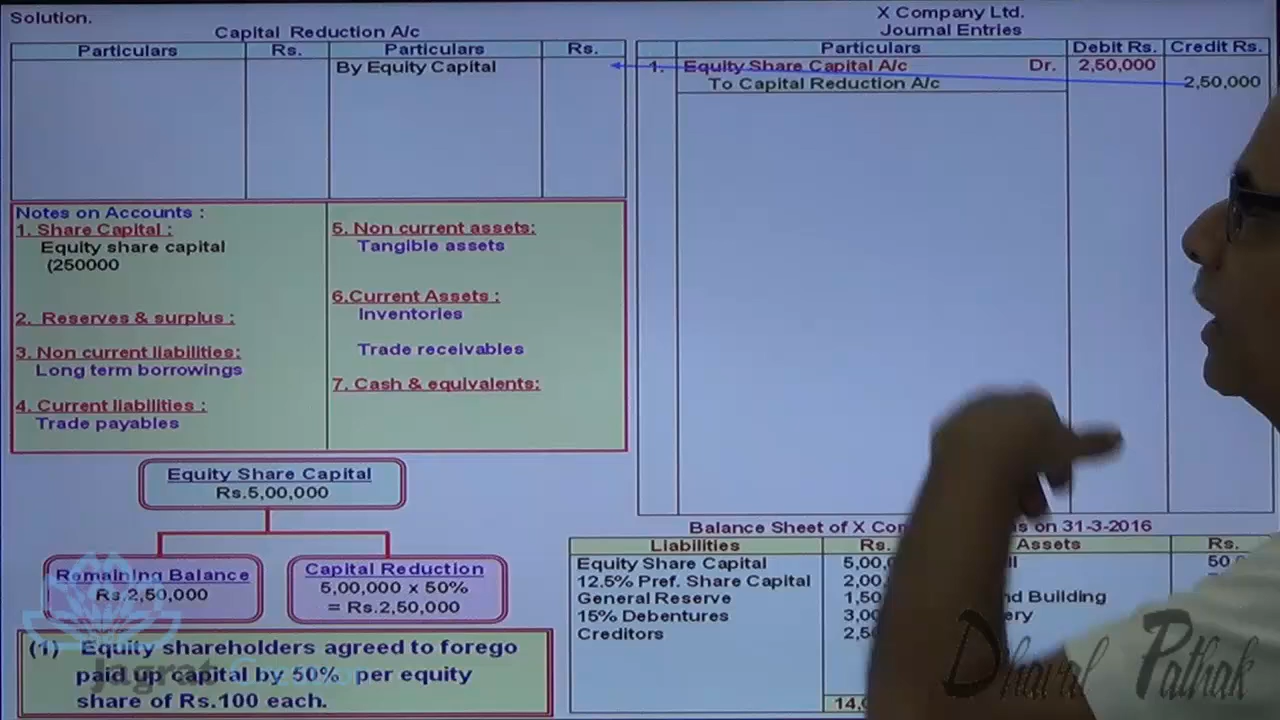 Solution.
Capital Reduction A/c
Particulars Rs. Particulars Rs.
By Equity Capital
X Company Ltd.
Journal Entries
Particulars Debit Rs. Credit Rs.
1. Equity Share Capital A/c Dr. 2,50,000
To Capital Reduction A/c 2,50,000
Notes on Accounts :
1. Share Capital :
Equity share capital
(250000
2. Reserves & surplus :
3. Non current liabilities:
Long term borrowings
4. Current liabilities :
Trade payables
5. Non current assets:
Tangible assets
6.Current Assets :
Inventories
Trade receivables
7. Cash & equivalents:
Equity Share Capital
Rs.5,00,000
Remaining Balance
Rs.2,50,000
Capital Reduction
5,00,000 x 50%
= Rs.2,50,000
(1) Equity shareholders agreed to forego
paid up capital by 50% per equity
share of Rs.100 each.
Balance Sheet of X on 31-3-2016
Liabilities Rs. Assets Rs.
Equity Share Capital 5,00,
12.5% Pref. Share Capital 2,00
General Reserve 1,50 Building
15% Debentures 3,00
Creditors 2,5
14,
Jagrat
Dhaval Pathak